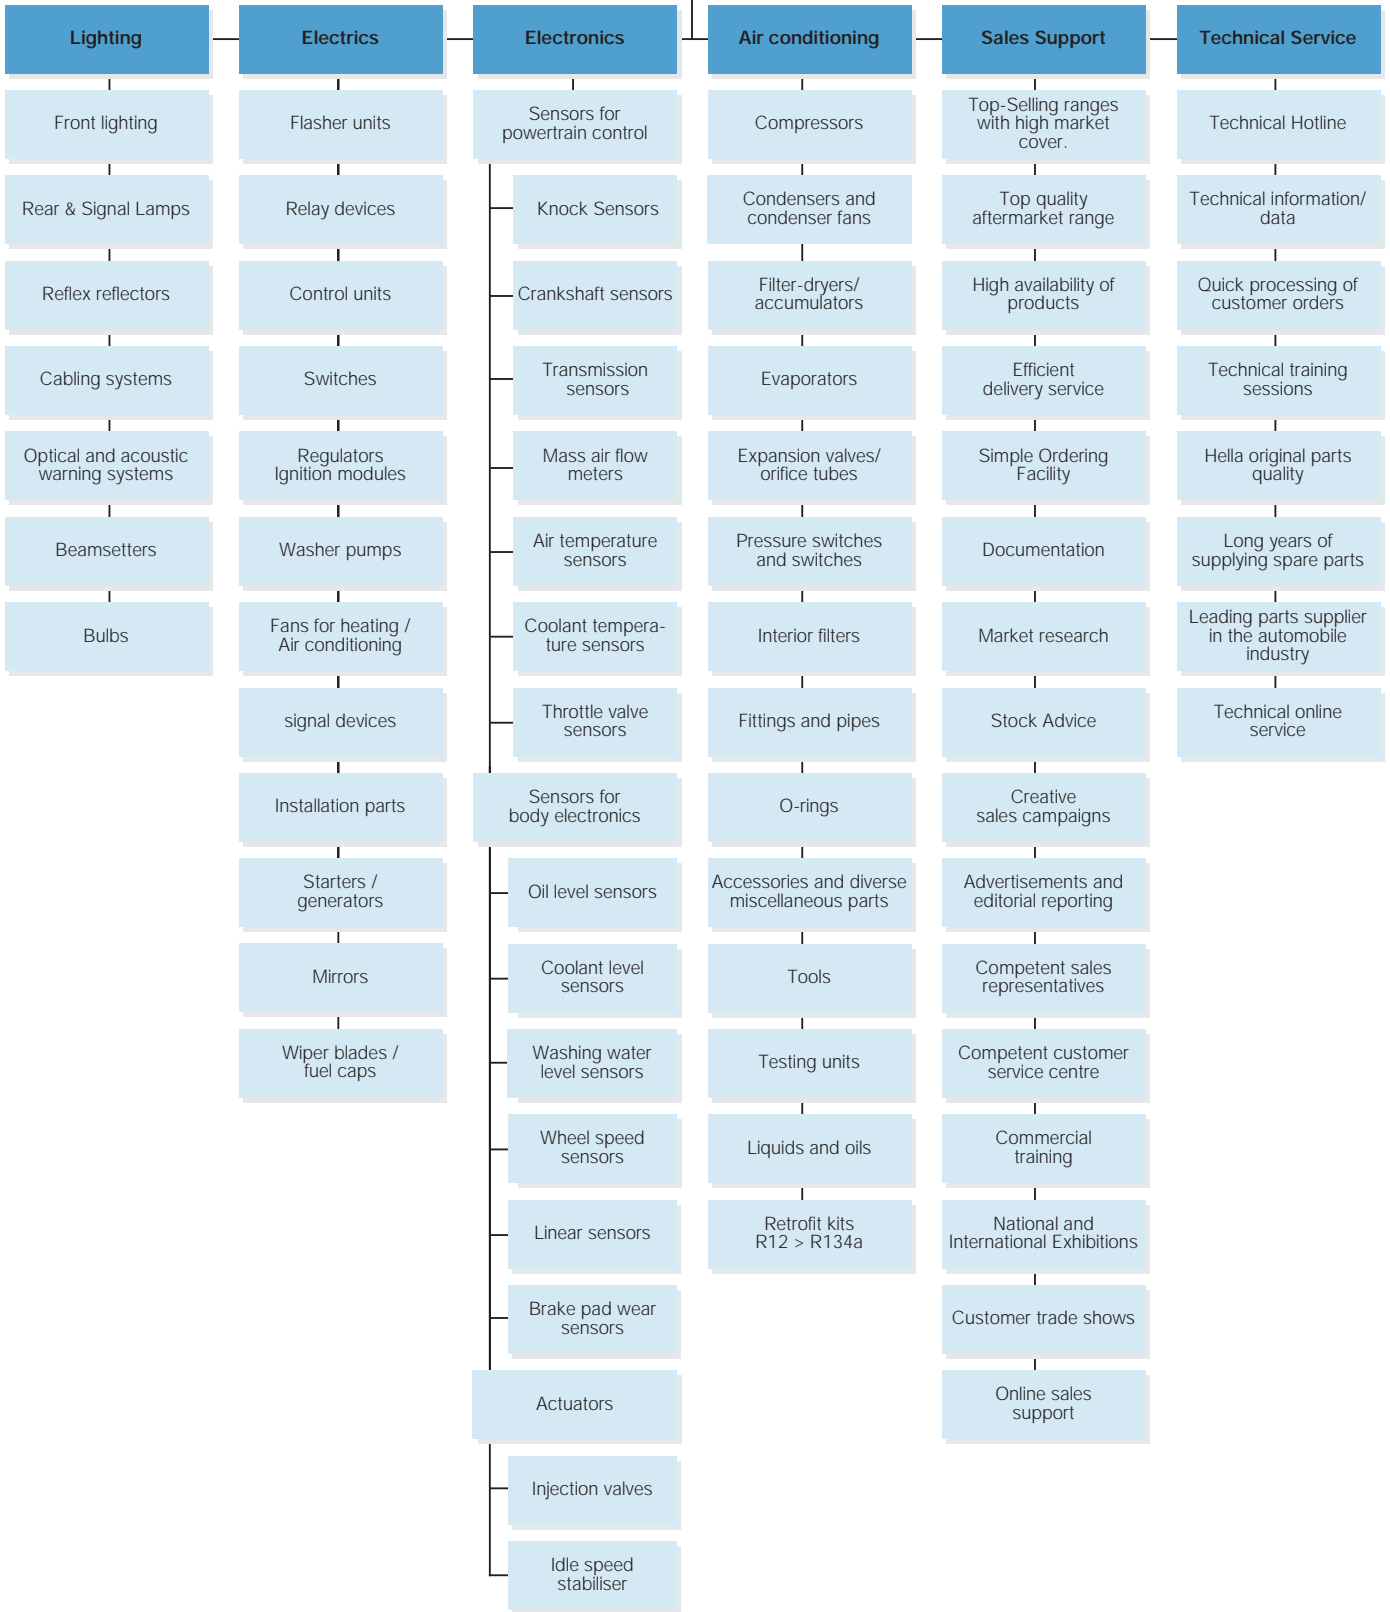 Lighting
Front lighting
Rear & Signal Lamps
Reflex reflectors
Cabling systems
Optical and acoustic
warning systems
Beamsetters
Bulbs
Electrics
Flasher units
Relay devices
Control units
Switches
Regulators
Ignition modules
Washer pumps
Fans for heating /
Air conditioning
signal devices
Installation parts
Starters /
generators
Mirrors
Wiper blades /
fuel caps
Electronics
Sensors for
powertrain control
Knock Sensors
Crankshaft sensors
Transmission
sensors
Mass air flow
meters
Air temperature
sensors
Coolant tempera-
ture sensors
Throttle valve
sensors
Sensors for
body electronics
Oil level sensors
Coolant level
sensors
Washing water
level sensors
Wheel speed
sensors
Linear sensors
Brake pad wear
sensors
Actuators
Injection valves
Idle speed
stabiliser
Air conditioning
Compressors
Condensers and
condenser fans
Filter-dryers/
accumulators
Evaporators
Expansion valves/
orifice tubes
Pressure switches
and switches
Interior filters
Fittings and pipes
O-rings
Accessories and diverse
miscellaneous parts
Tools
Testing units
Liquids and oils
Retrofit kits
R12 > R134a
Sales Support
Top-Selling ranges
with high market
cover.
Top quality
aftermarket range
High availability of
products
Efficient
delivery service
Simple Ordering
Facility
Documentation
Market research
Stock Advice
Creative
sales campaigns
Advertisements and
editorial reporting
Competent sales
representatives
Competent customer
service centre
Commercial
training
National and
International Exhibitions
Customer trade shows
Online sales
support
Technical Service
Technical Hotline
Technical information/
data
Quick processing of
customer orders
Technical training
sessions
Hella original parts
quality
Long years of
supplying spare parts
Leading parts supplier
in the automobile
industry
Technical online
service